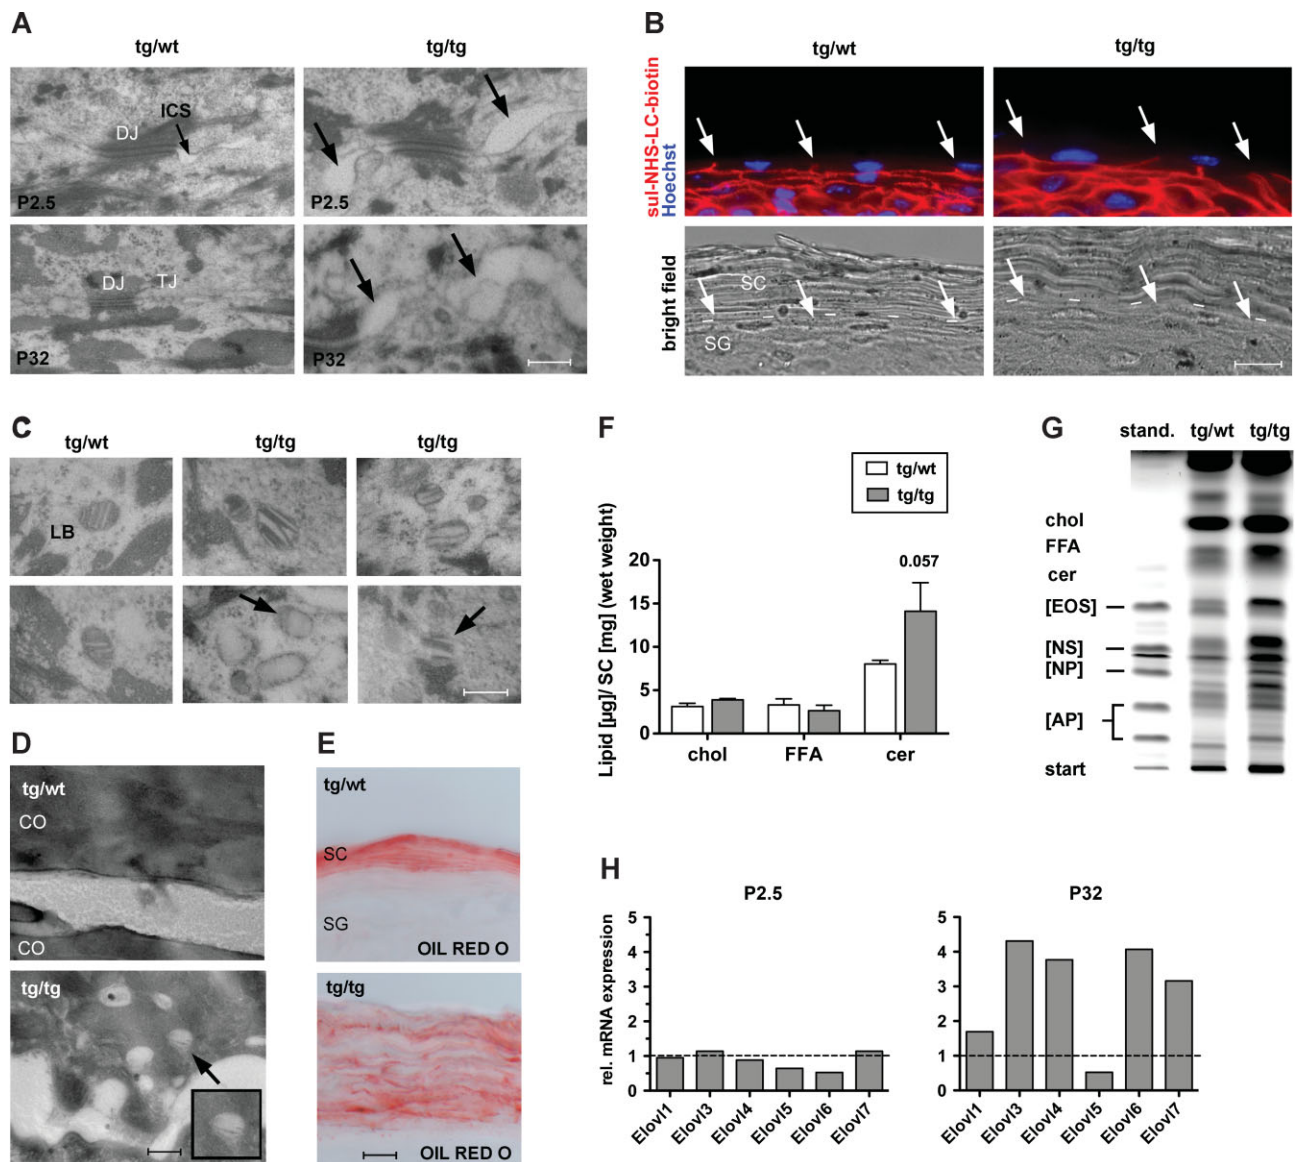 A
tg/wt
tg/tg
ICS
DJ
P2.5
P2.5
DJ
TJ
P32
P32
B
tg/wt
tg/tg
sul-NHS-LC-biotin
Hoechst
bright field
SC
SG
C
tg/wt
tg/tg
tg/tg
LB
D
tg/wt
CO
CO
tg/tg
E
tg/wt
SC
SG
OIL RED O
tg/tg
OIL RED O
F
tg/wt
tg/tg
Lipid [µg]/ SC [mg] (wet weight)
20
15
10
5
0
0.057
chol
FFA
cer
G
stand.
tg/wt
tg/tg
chol
FFA
cer
[EOS]
[NS]
[NP]
[AP]
start
H
P2.5
rel. mRNA expression
5
4
3
2
1
0
Elovl1
Elovl3
Elovl4
Elovl5
Elovl6
Elovl7
P32
5
4
3
2
1
0
Elovl1
Elovl3
Elovl4
Elovl5
Elovl6
Elovl7